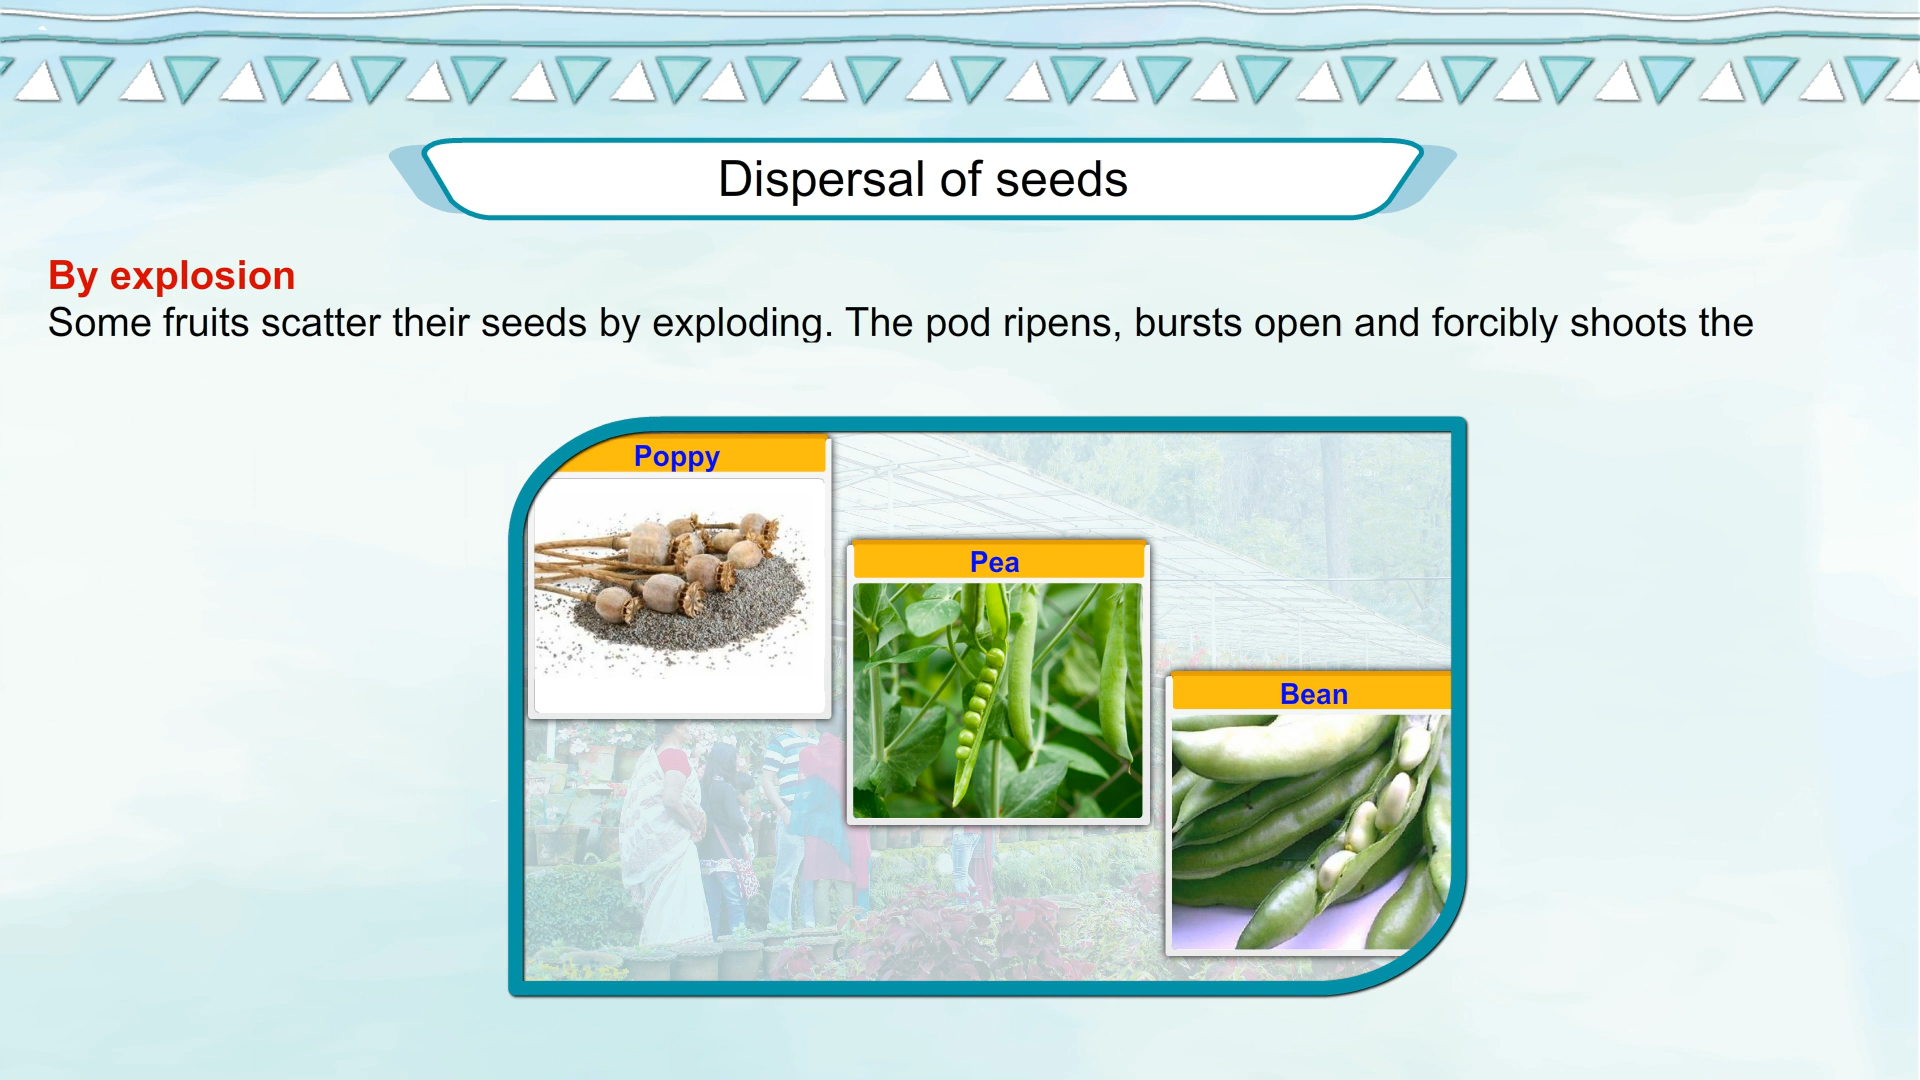 Dispersal of seeds
By explosion
Some fruits scatter their seeds by exploding. The pod ripens, bursts open and forcibly shoots the
Poppy
Pea
Bean